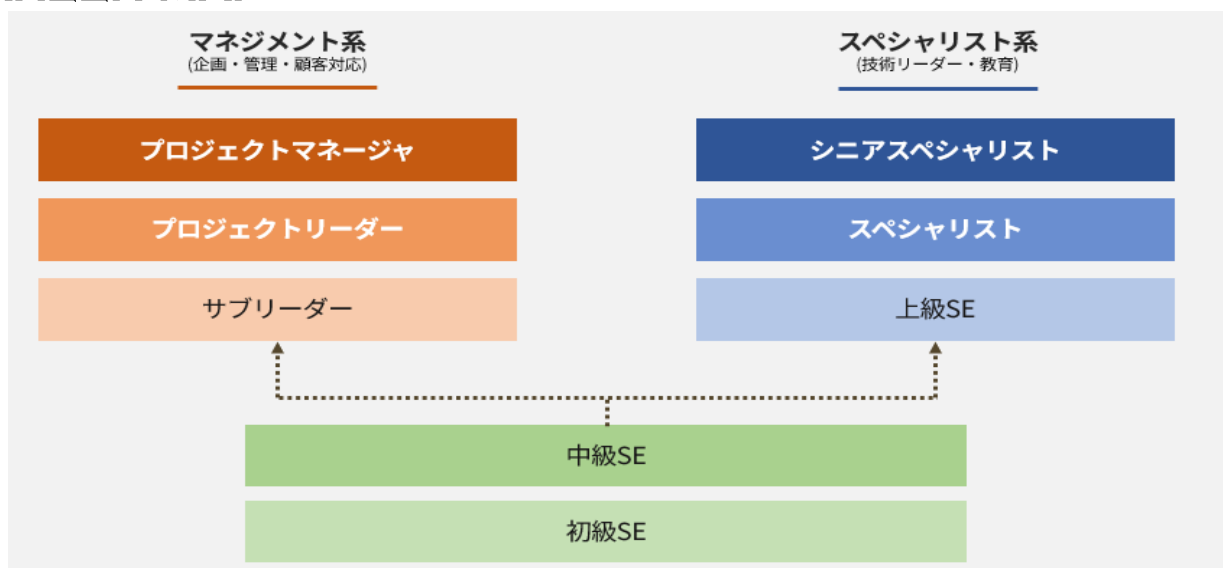 マネジメント系
(企画・管理・顧客対応)
スペシャリスト系
(技術リーダー・教育)
プロジェクトマネージャ
シニアスペシャリスト
プロジェクトリーダー
スペシャリスト
サブリーダー
上級SE
中級SE
初級SE